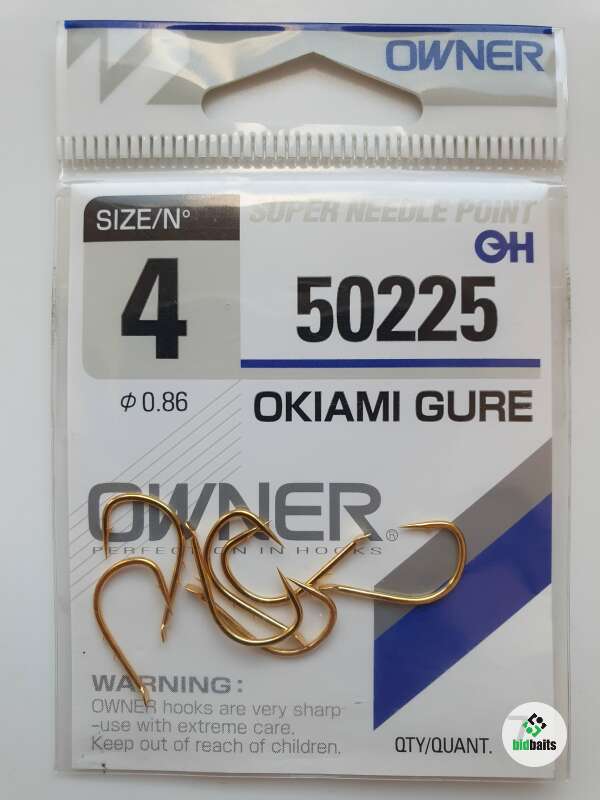 OWNER
SIZE/N°
SUPER NEEDLE POINT
4
50225
φ 0.86
OKIAMI GURE
OWNER®
PERFECTION IN HOOKS
WARNING:
OWNER hooks are very sharp
-use with extreme care.
Keep out of reach of children.
QTY/QUANT.
bidbaits